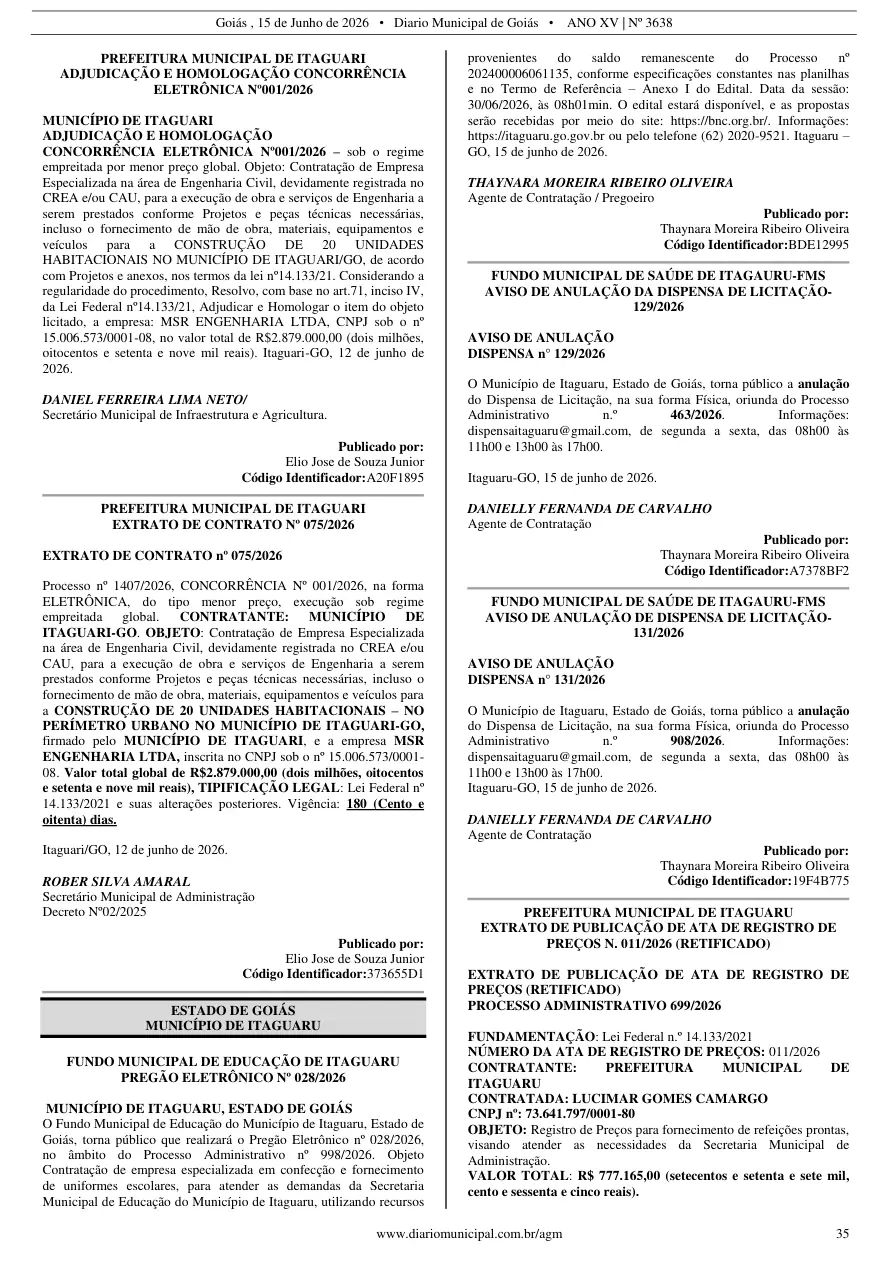 Goiás , 15 de Junho de 2026 • Diario Municipal de Goiás • ANO XV | Nº 3638
PREFEITURA MUNICIPAL DE ITAGUARI
ADJUDICAÇÃO E HOMOLOGAÇÃO CONCORRÊNCIA
ELETRÔNICA Nº001/2026
MUNICÍPIO DE ITAGUARI
ADJUDICAÇÃO E HOMOLOGAÇÃO
CONCORRÊNCIA ELETRÔNICA Nº001/2026 – sob o regime
empreitada por menor preço global. Objeto: Contratação de Empresa
Especializada na área de Engenharia Civil, devidamente registrada no
CREA e/ou CAU, para a execução de obra e serviços de Engenharia a
serem prestados conforme Projetos e peças técnicas necessárias,
incluso o fornecimento de mão de obra, materiais, equipamentos e
veículos para a CONSTRUÇÃO DE 20 UNIDADES
HABITACIONAIS NO MUNICÍPIO DE ITAGUARI/GO, de acordo
com Projetos e anexos, nos termos da lei nº14.133/21. Considerando a
regularidade do procedimento, Resolvo, com base no art.71, inciso IV,
da Lei Federal nº14.133/21, Adjudicar e Homologar o item do objeto
licitado, a empresa: MSR ENGENHARIA LTDA, CNPJ sob o nº
15.006.573/0001-08, no valor total de R$2.879.000,00 (dois milhões,
oitocentos e setenta e nove mil reais). Itaguari-GO, 12 de junho de
2026.
DANIEL FERREIRA LIMA NETO/
Secretário Municipal de Infraestrutura e Agricultura.
Publicado por:
Elio Jose de Souza Junior
Código Identificador:A20F1895
PREFEITURA MUNICIPAL DE ITAGUARI
EXTRATO DE CONTRATO Nº 075/2026
EXTRATO DE CONTRATO nº 075/2026
Processo nº 1407/2026, CONCORRÊNCIA Nº 001/2026, na forma
ELETRÔNICA, do tipo menor preço, execução sob regime
empreitada global. CONTRATANTE: MUNICÍPIO DE
ITAGUARI-GO. OBJETO: Contratação de Empresa Especializada
na área de Engenharia Civil, devidamente registrada no CREA e/ou
CAU, para a execução de obra e serviços de Engenharia a serem
prestados conforme Projetos e peças técnicas necessárias, incluso o
fornecimento de mão de obra, materiais, equipamentos e veículos para
a CONSTRUÇÃO DE 20 UNIDADES HABITACIONAIS – NO
PERÍMETRO URBANO NO MUNICÍPIO DE ITAGUARI-GO,
firmado pelo MUNICÍPIO DE ITAGUARI, e a empresa MSR
ENGENHARIA LTDA, inscrita no CNPJ sob o nº 15.006.573/0001-
08. Valor total global de R$2.879.000,00 (dois milhões, oitocentos
e setenta e nove mil reais), TIPIFICAÇÃO LEGAL: Lei Federal nº
14.133/2021 e suas alterações posteriores. Vigência: 180 (Cento e
oitenta) dias.
Itaguari/GO, 12 de junho de 2026.
ROBER SILVA AMARAL
Secretário Municipal de Administração
Decreto Nº02/2025
Publicado por:
Elio Jose de Souza Junior
Código Identificador:373655D1
ESTADO DE GOIÁS
MUNICÍPIO DE ITAGUARU
FUNDO MUNICIPAL DE EDUCAÇÃO DE ITAGUARU
PREGÃO ELETRÔNICO Nº 028/2026
MUNICÍPIO DE ITAGUARU, ESTADO DE GOIÁS
O Fundo Municipal de Educação do Município de Itaguaru, Estado de
Goiás, torna público que realizará o Pregão Eletrônico nº 028/2026,
no âmbito do Processo Administrativo nº 998/2026. Objeto
Contratação de empresa especializada em confecção e fornecimento
de uniformes escolares, para atender as demandas da Secretaria
Municipal de Educação do Município de Itaguaru, utilizando recursos
provenientes do saldo remanescente do Processo nº
202400006061135, conforme especificações constantes nas planilhas
e no Termo de Referência – Anexo I do Edital. Data da sessão:
30/06/2026, às 08h01min. O edital estará disponível, e as propostas
serão recebidas por meio do site: https://bnc.org.br/. Informações:
https://itaguaru.go.gov.br ou pelo telefone (62) 2020-9521. Itaguaru –
GO, 15 de junho de 2026.
THAYNARA MOREIRA RIBEIRO OLIVEIRA
Agente de Contratação / Pregoeiro
Publicado por:
Thaynara Moreira Ribeiro Oliveira
Código Identificador:BDE12995
FUNDO MUNICIPAL DE SAÚDE DE ITAGAURU-FMS
AVISO DE ANULAÇÃO DA DISPENSA DE LICITAÇÃO-
129/2026
AVISO DE ANULAÇÃO
DISPENSA n° 129/2026
O Município de Itaguaru, Estado de Goiás, torna público a anulação
do Dispensa de Licitação, na sua forma Física, oriunda do Processo
Administrativo n.º 463/2026. Informações:
dispensaitaguaru@gmail.com, de segunda a sexta, das 08h00 às
11h00 e 13h00 às 17h00.
Itaguaru-GO, 15 de junho de 2026.
DANIELLY FERNANDA DE CARVALHO
Agente de Contratação
Publicado por:
Thaynara Moreira Ribeiro Oliveira
Código Identificador:A7378BF2
FUNDO MUNICIPAL DE SAÚDE DE ITAGAURU-FMS
AVISO DE ANULAÇÃO DE DISPENSA DE LICITAÇÃO-
131/2026
AVISO DE ANULAÇÃO
DISPENSA n° 131/2026
O Município de Itaguaru, Estado de Goiás, torna público a anulação
do Dispensa de Licitação, na sua forma Física, oriunda do Processo
Administrativo n.º 908/2026. Informações:
dispensaitaguaru@gmail.com, de segunda a sexta, das 08h00 às
11h00 e 13h00 às 17h00.
Itaguaru-GO, 15 de junho de 2026.
DANIELLY FERNANDA DE CARVALHO
Agente de Contratação
Publicado por:
Thaynara Moreira Ribeiro Oliveira
Código Identificador:19F4B775
PREFEITURA MUNICIPAL DE ITAGUARU
EXTRATO DE PUBLICAÇÃO DE ATA DE REGISTRO DE
PREÇOS N. 011/2026 (RETIFICADO)
EXTRATO DE PUBLICAÇÃO DE ATA DE REGISTRO DE
PREÇOS (RETIFICADO)
PROCESSO ADMINISTRATIVO 699/2026
FUNDAMENTAÇÃO: Lei Federal n.º 14.133/2021
NÚMERO DA ATA DE REGISTRO DE PREÇOS: 011/2026
CONTRATANTE: PREFEITURA MUNICIPAL DE
ITAGUARU
CONTRATADA: LUCIMAR GOMES CAMARGO
CNPJ nº: 73.641.797/0001-80
OBJETO: Registro de Preços para fornecimento de refeições prontas,
visando atender as necessidades da Secretaria Municipal de
Administração.
VALOR TOTAL: R$ 777.165,00 (setecentos e setenta e sete mil,
cento e sessenta e cinco reais).
www.diariomunicipal.com.br/agm 35